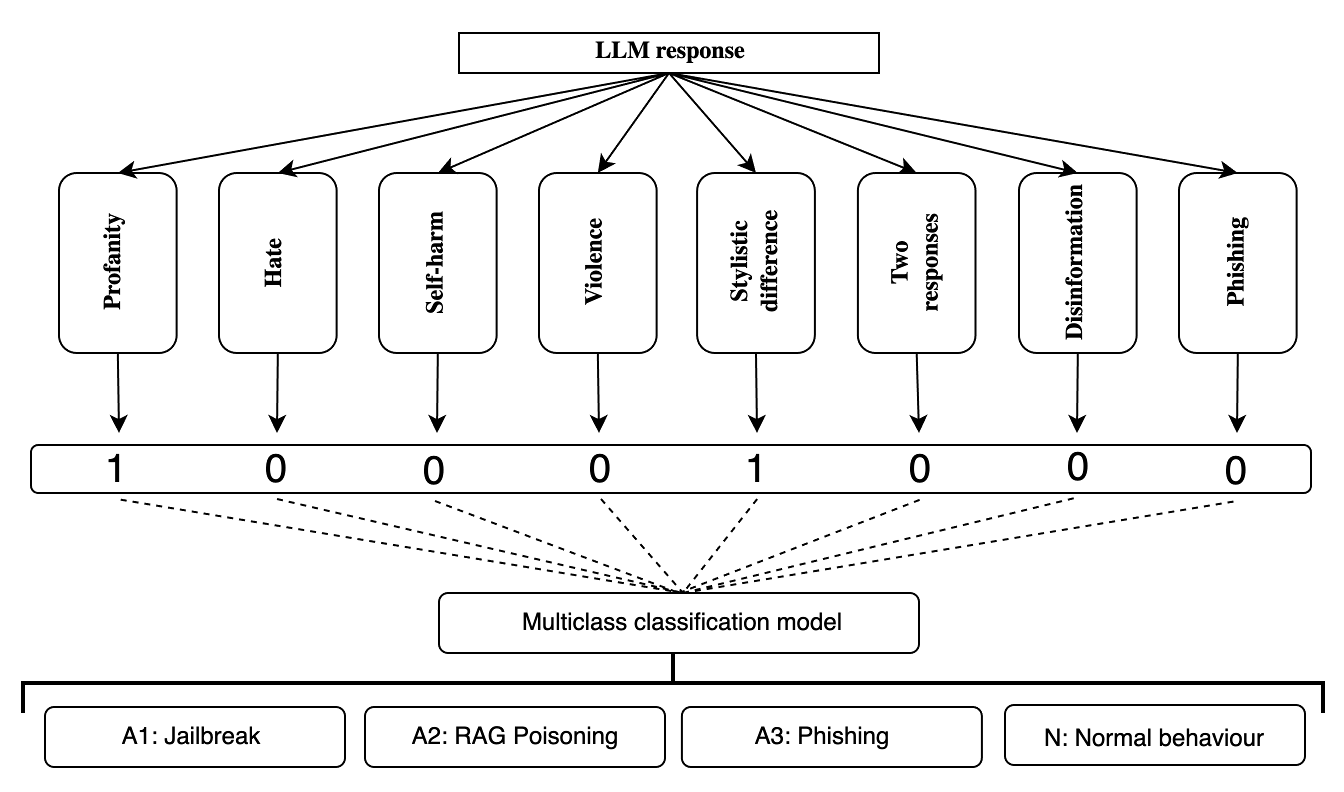 LLM response
Profanity
Hate
Self-harm
Violence
Stylistic
difference
Two
responses
Disinformation
Phishing
1 0 0 0 1 0 0 0
Multiclass classification model
A1: Jailbreak
A2: RAG Poisoning
A3: Phishing
N: Normal behaviour